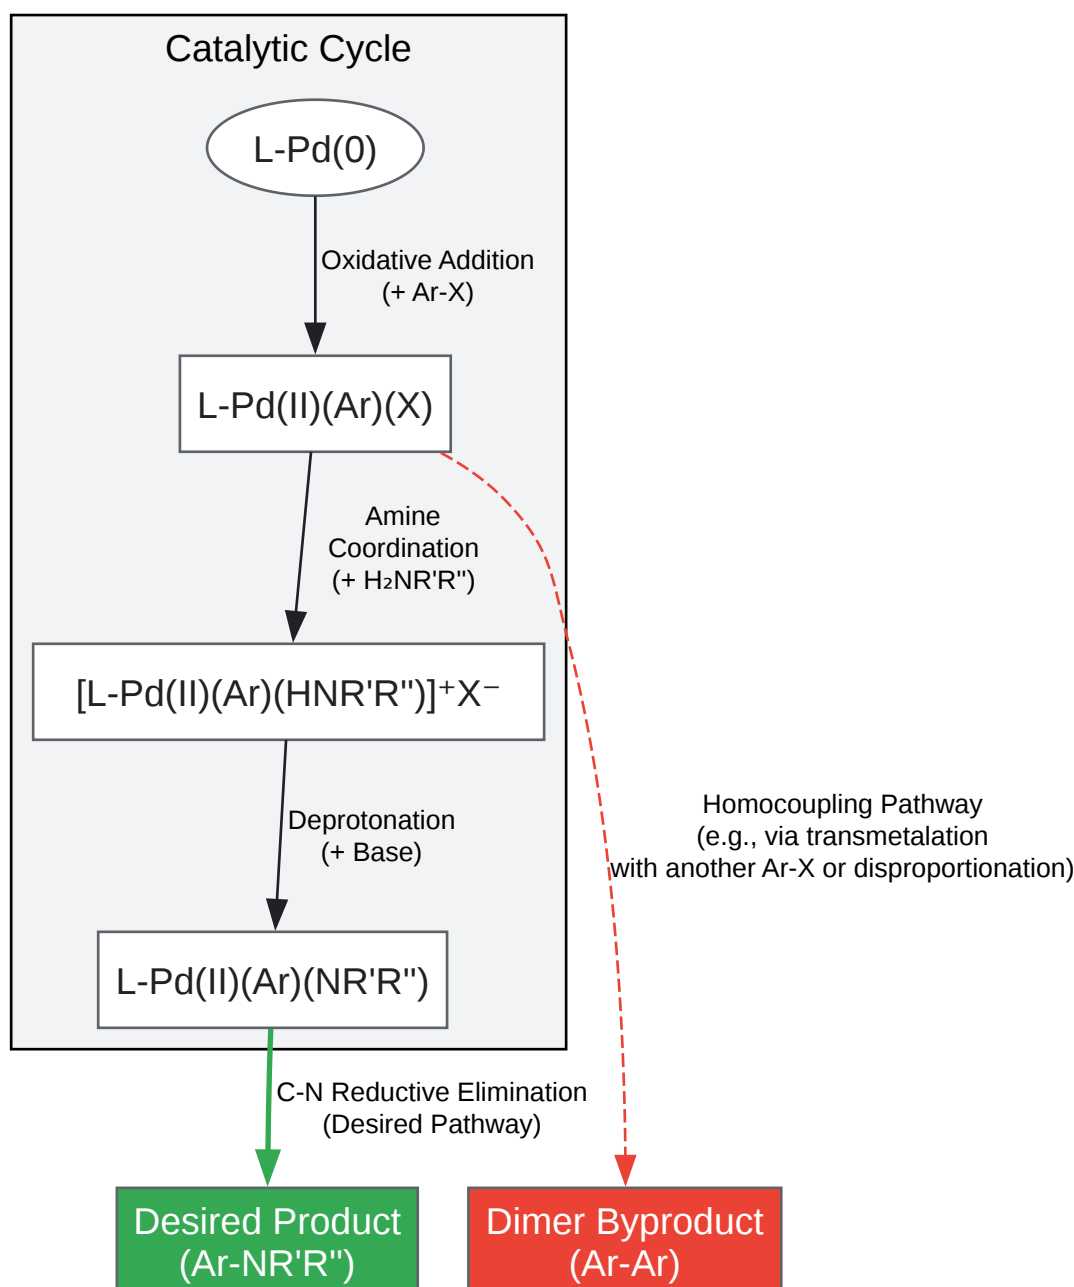 Catalytic Cycle
L-Pd(0)
Oxidative Addition
(+ Ar-X)
L-Pd(II)(Ar)(X)
Amine
Coordination
(+ H₂NR'R")
[L-Pd(II)(Ar)(HNR'R")]⁺X⁻
Deprotonation
(+ Base)
Homocoupling Pathway
(e.g., via transmetalation
with another Ar-X or disproportionation)
L-Pd(II)(Ar)(NR'R")
C-N Reductive Elimination
(Desired Pathway)
Desired Product
(Ar-NR'R")
Dimer Byproduct
(Ar-Ar)